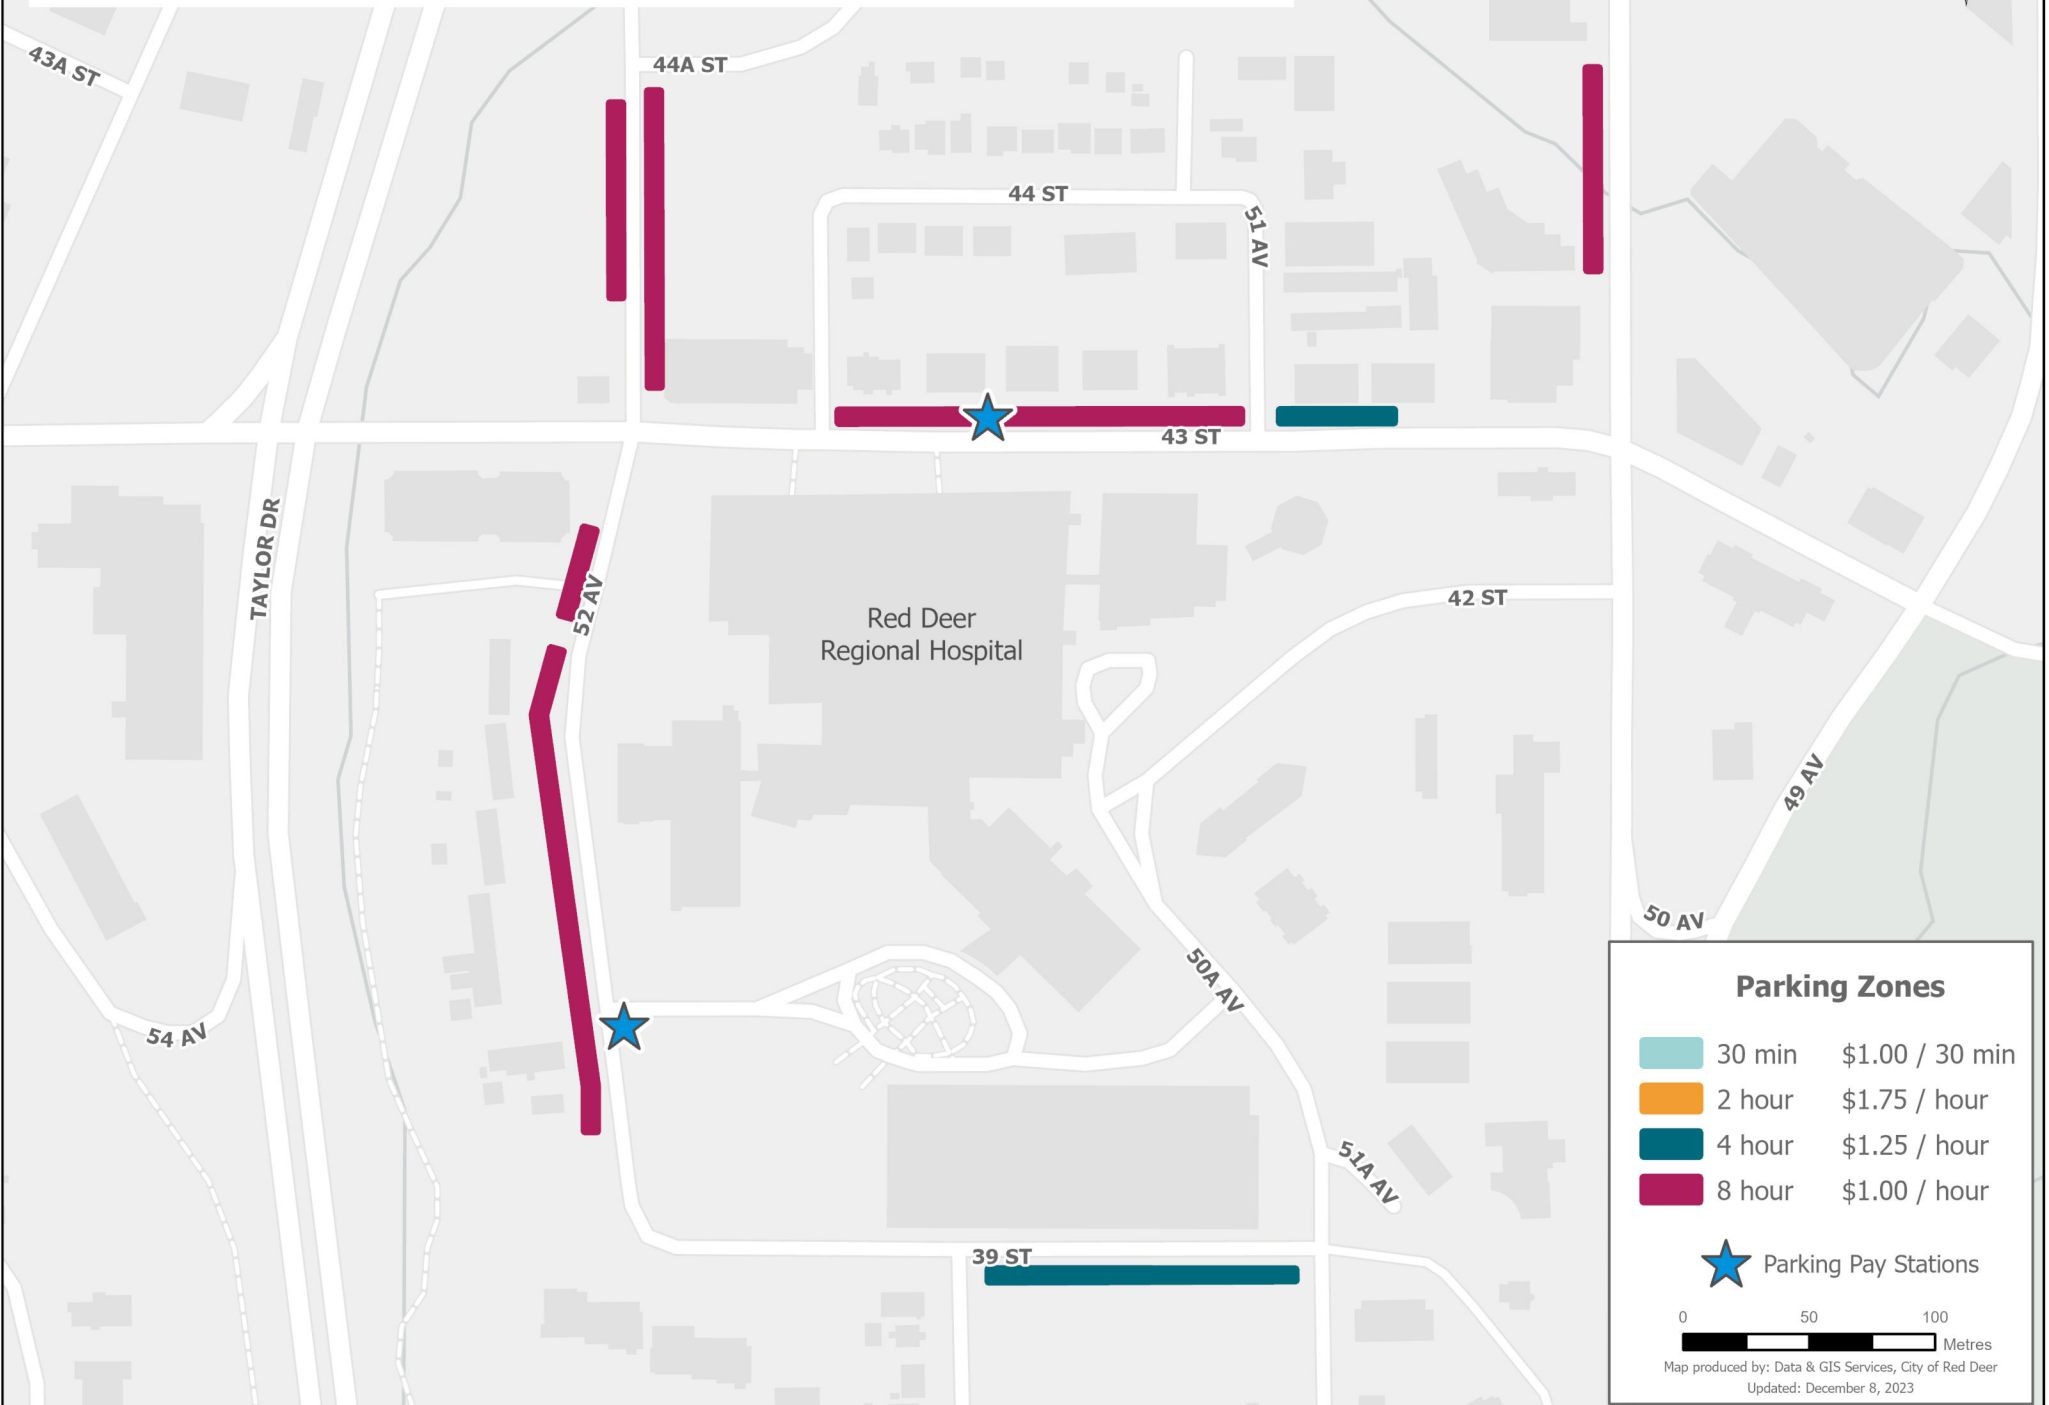 43A ST
44A ST
44 ST
51 AV
43 ST
TAYLOR DR
52 AV
Red Deer
Regional Hospital
42 ST
49 AV
50 AV
50A AV
54 AV
51A AV
39 ST
Parking Zones
30 min $1.00 / 30 min
2 hour $1.75 / hour
4 hour $1.25 / hour
8 hour $1.00 / hour
Parking Pay Stations
0 50 100
Metres
Map produced by: Data & GIS Services, City of Red Deer
Updated: December 8, 2023